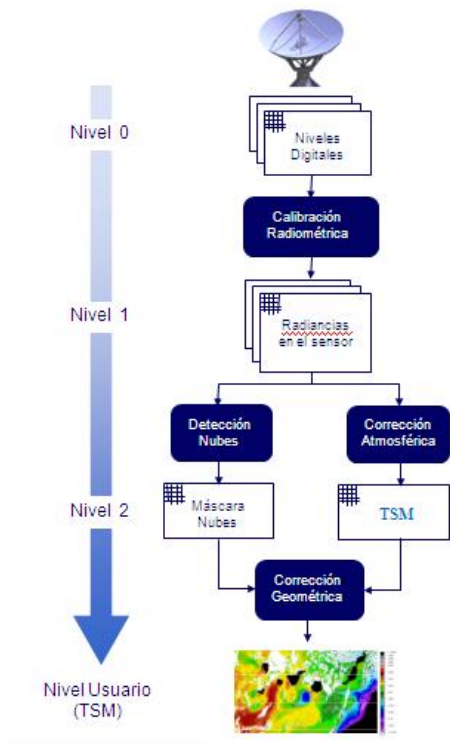 Nivel 0
Niveles
Digitales
Calibración
Radiométrica
Nivel 1
Radiancias
en el sensor
Detección
Nubes
Corrección
Atmosférica
Nivel 2
Máscara
Nubes
TSM
Corrección
Geométrica
Nivel Usuario
(TSM)